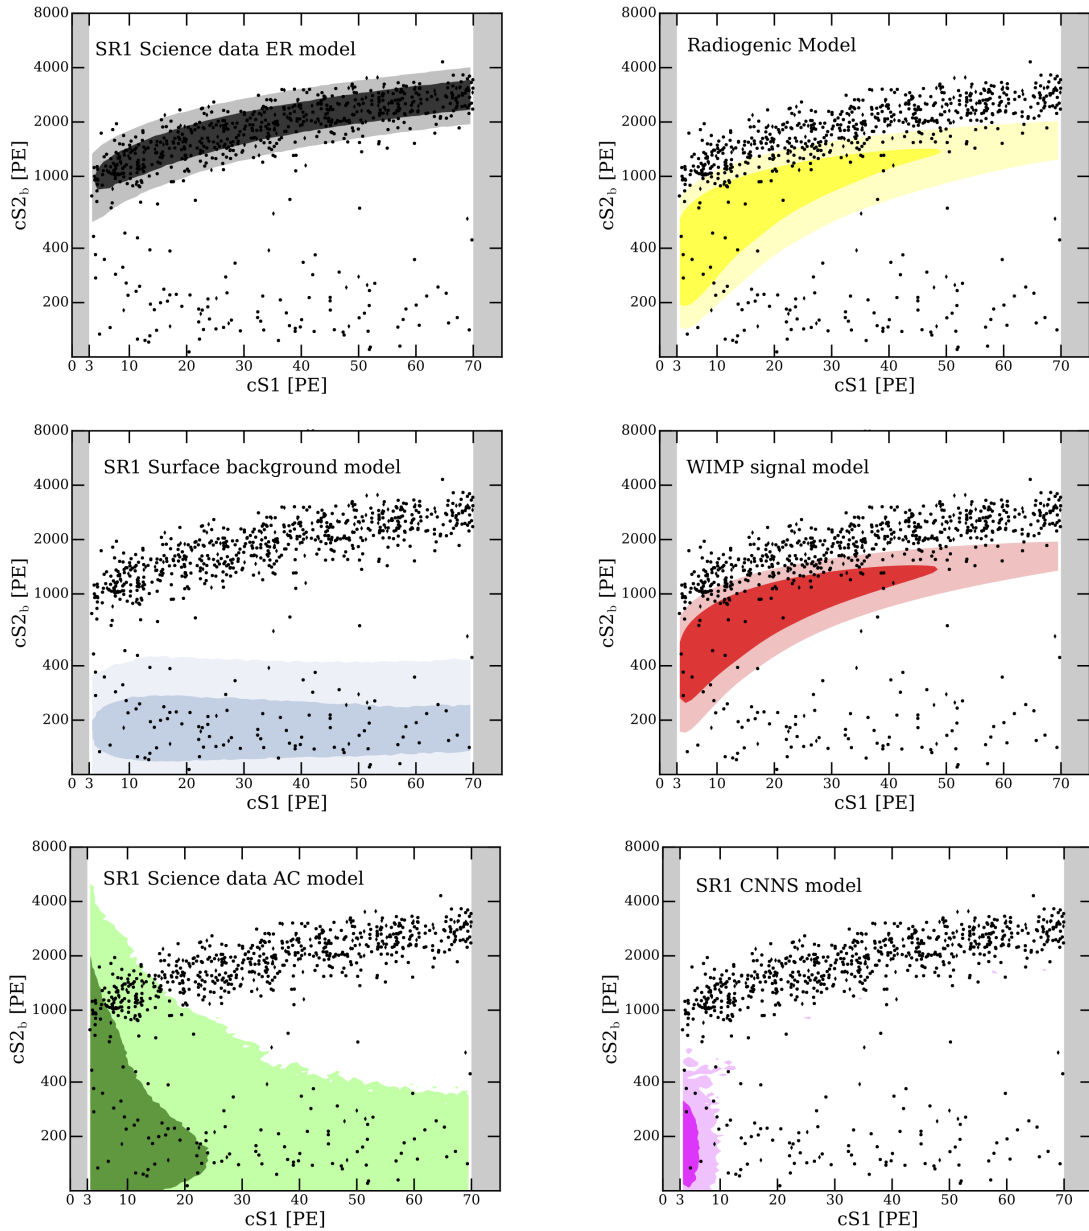 8000
4000
2000
1000
400
200
SR1 Science data ER model
cS2b [PE]
0 3 10 20 30 40 50 60 70
cS1 [PE]
8000
4000
2000
1000
400
200
Radiogenic Model
cS2b [PE]
0 3 10 20 30 40 50 60 70
cS1 [PE]
8000
4000
2000
1000
400
200
SR1 Surface background model
cS2b [PE]
0 3 10 20 30 40 50 60 70
cS1 [PE]
8000
4000
2000
1000
400
200
WIMP signal model
cS2b [PE]
0 3 10 20 30 40 50 60 70
cS1 [PE]
8000
4000
2000
1000
400
200
SR1 Science data AC model
cS2b [PE]
0 3 10 20 30 40 50 60 70
cS1 [PE]
8000
4000
2000
1000
400
200
SR1 CNNS model
cS2b [PE]
0 3 10 20 30 40 50 60 70
cS1 [PE]